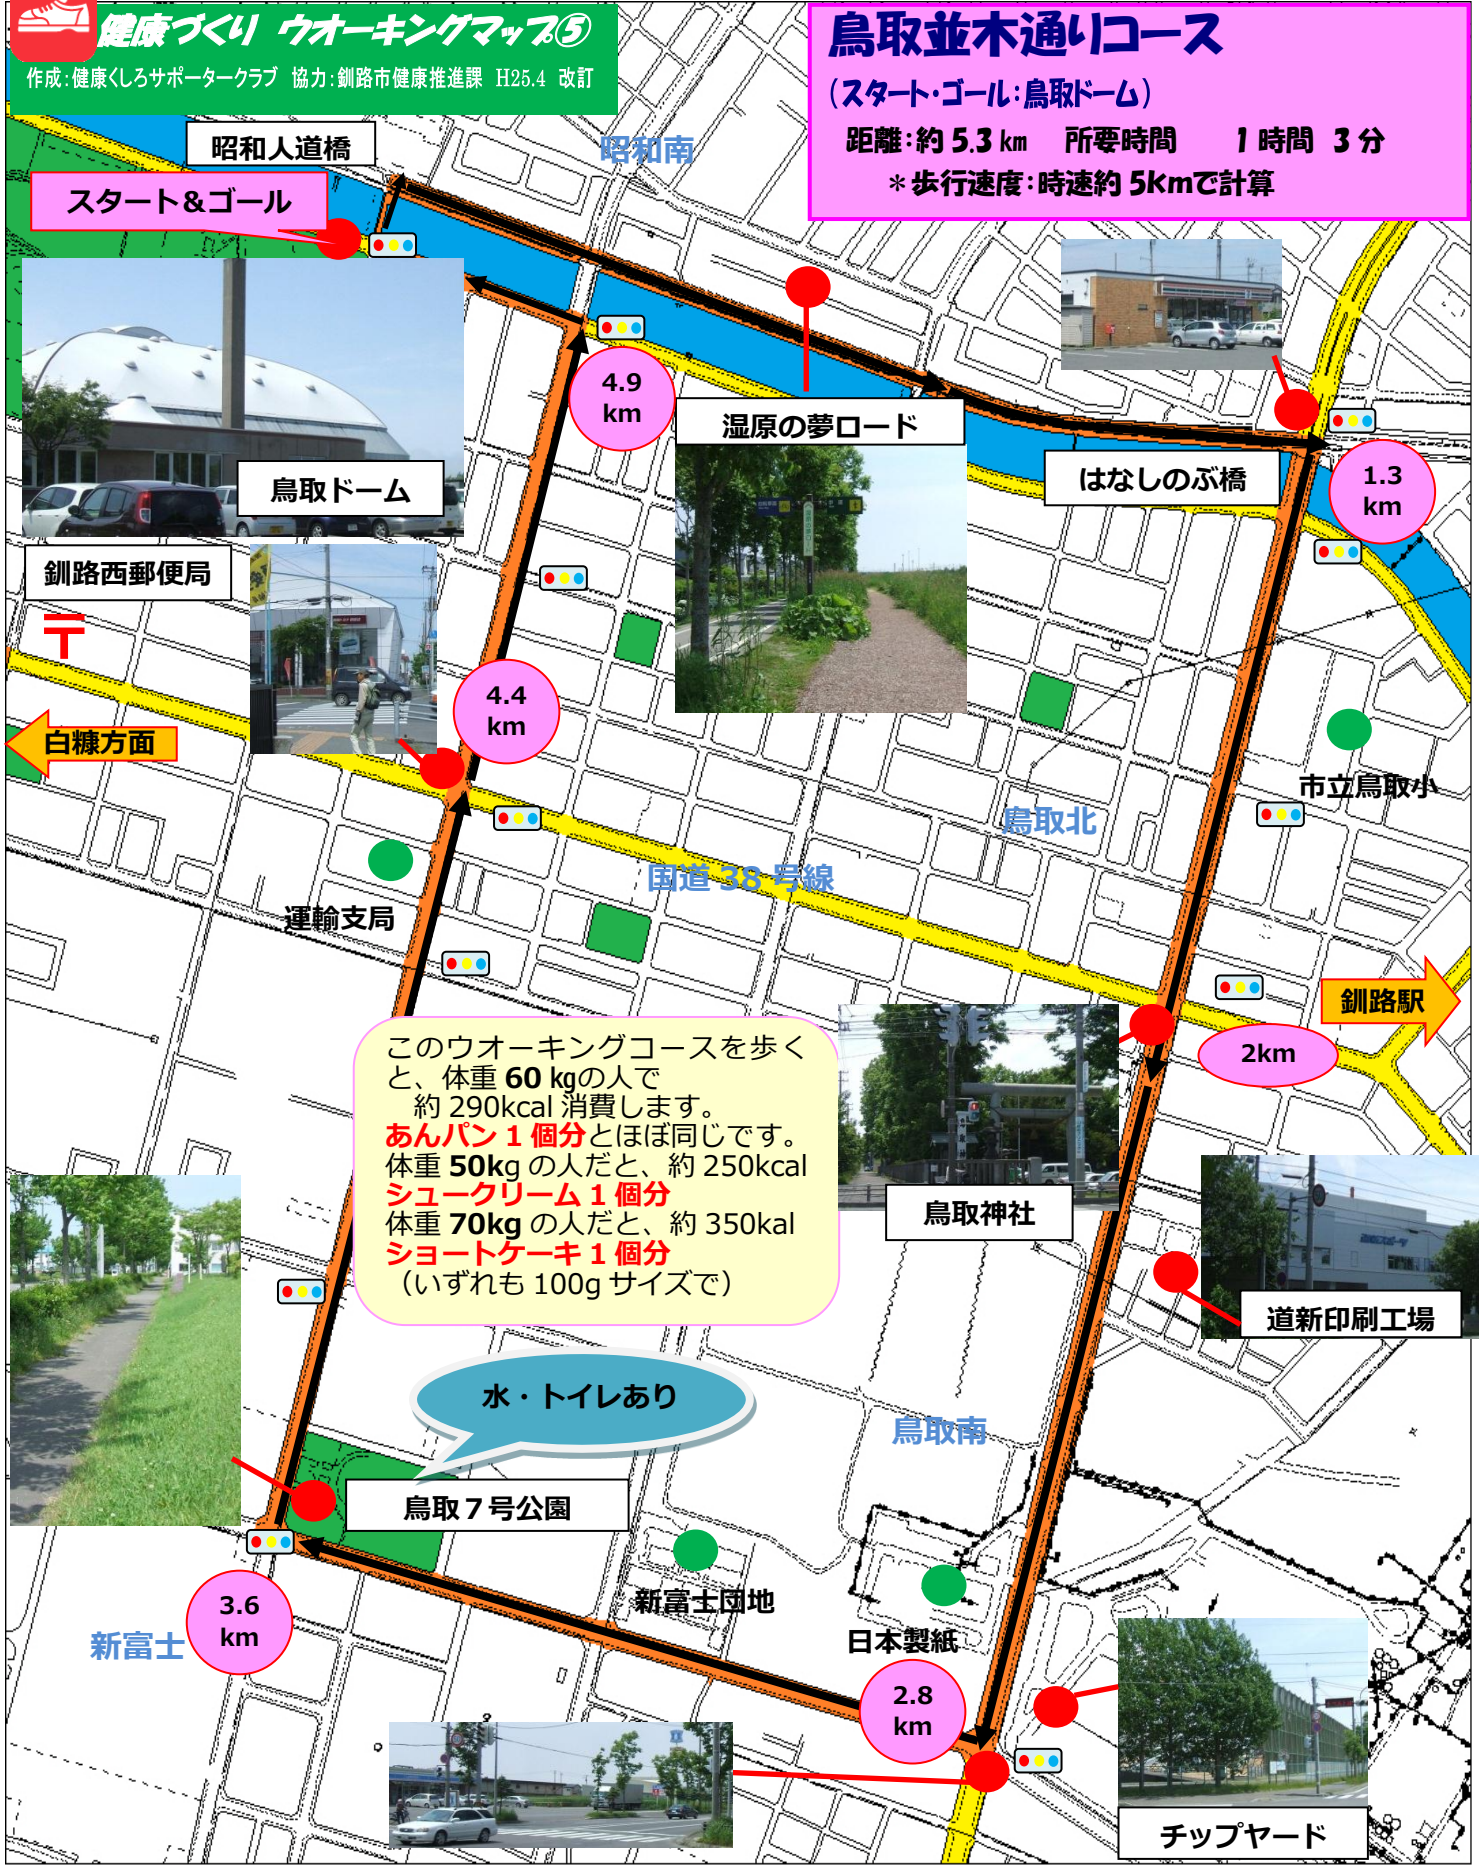 健康づくり ウオーキングマップ⑤
作成:健康くしろサポータークラブ 協力:釧路市健康推進課 H25.4 改訂
鳥取並木通りコース
(スタート・ゴール:鳥取ドーム)
距離:約 5.3 km 所要時間 1 時間 3 分
*歩行速度:時速約 5Kmで計算
昭和人道橋
昭和南
スタート&ゴール
4.9
km
湿原の夢ロード
はなしのぶ橋
1.3
km
鳥取ドーム
釧路西郵便局
〒
4.4
km
白糠方面
市立鳥取小
鳥取北
国道 38 号線
運輸支局
釧路駅
2km
このウオーキングコースを歩く
と、体重 60 kgの人で
約 290kcal 消費します。
あんパン 1 個分とほぼ同じです。
体重 50kg の人だと、約 250kcal
シュークリーム 1 個分
体重 70kg の人だと、約 350kal
ショートケーキ 1 個分
(いずれも 100g サイズで)
鳥取神社
道新印刷工場
水・トイレあり
鳥取南
鳥取7号公園
新富士団地
3.6
km
新富士
日本製紙
2.8
km
チップヤード